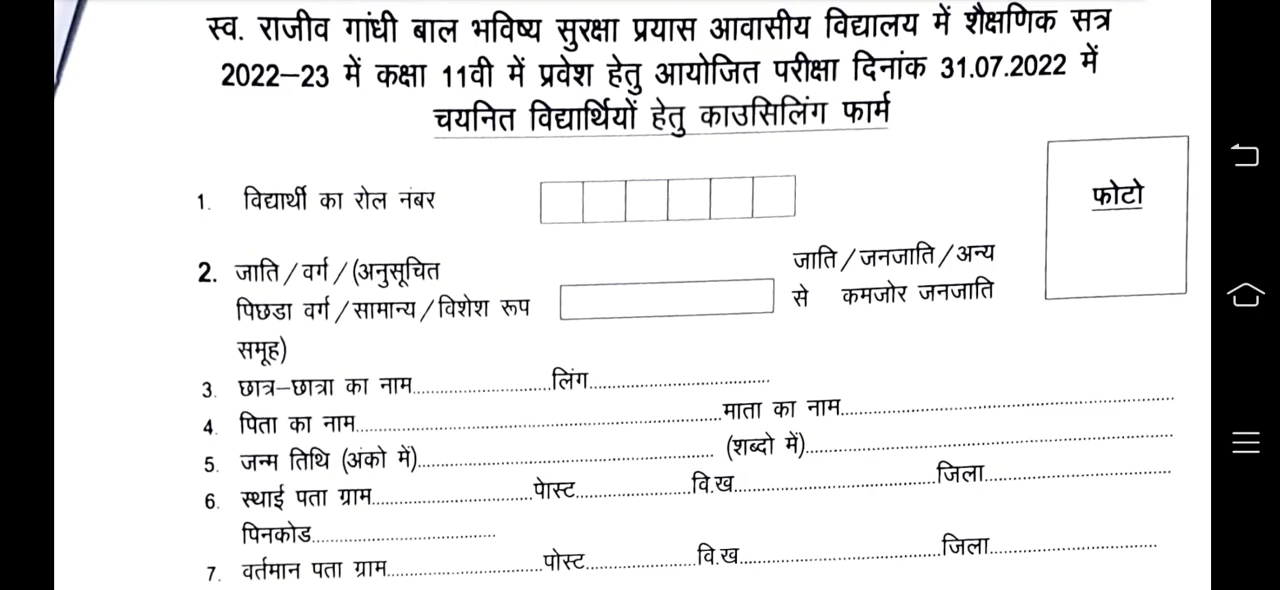 स्व. राजीव गांधी बाल भविष्य सुरक्षा प्रयास आवासीय विद्यालय में शैक्षणिक सत्र
2022–23 में कक्षा 11वी में प्रवेश हेतु आयोजित परीक्षा दिनांक 31.07.2022 में
चयनित विद्यार्थियों हेतु काउसिलिंग फार्म
फोटो
1. विद्यार्थी का रोल नंबर
2. जाति / वर्ग / (अनुसूचित जाति / जनजाति / अन्य
पिछडा वर्ग / सामान्य / विशेश रूप से कमजोर जनजाति
समूह)
3. छात्र–छात्रा का नाम..............................लिंग........................................
4. पिता का नाम................................................................................माता का नाम........................................................................
5. जन्म तिथि (अंको में)................................................................. (शब्दो में)................................................................................
6. स्थाई पता ग्राम...................................पेास्ट.........................वि.ख............................................जिला.........................................
पिनकोड........................................
7. वर्तमान पता ग्राम..................................पोस्ट........................वि.ख............................................जिला.....................................